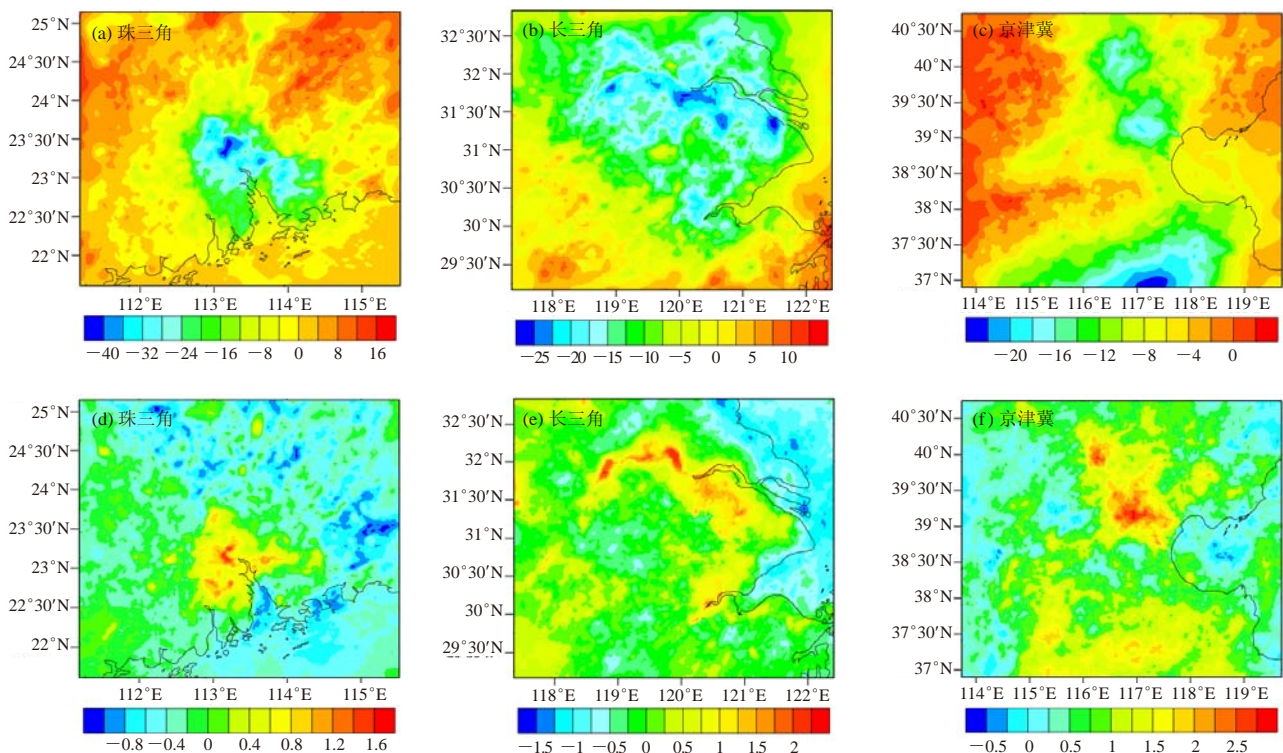 (a) 珠三角
25°N
24°30′N
24°N
23°30′N
23°N
22°30′N
22°N
112°E 113°E 114°E 115°E
−40 −32 −24 −16 −8 0 8 16
(b) 长三角
32°30′N
32°N
31°30′N
31°N
30°30′N
30°N
29°30′N
118°E 119°E 120°E 121°E 122°E
−25 −20 −15 −10 −5 0 5 10
(c) 京津冀
40°30′N
40°N
39°30′N
39°N
38°30′N
38°N
37°30′N
37°N
114°E 115°E 116°E 117°E 118°E 119°E
−20 −16 −12 −8 −4 0
(d) 珠三角
25°N
24°30′N
24°N
23°30′N
23°N
22°30′N
22°N
112°E 113°E 114°E 115°E
−0.8 −0.4 0 0.4 0.8 1.2 1.6
(e) 长三角
32°30′N
32°N
31°30′N
31°N
30°30′N
30°N
29°30′N
118°E 119°E 120°E 121°E 122°E
−1.5 −1 −0.5 0 0.5 1 1.5 2
(f) 京津冀
40°30′N
40°N
39°30′N
39°N
38°30′N
38°N
37°30′N
37°N
114°E 115°E 116°E 117°E 118°E 119°E
−0.5 0 0.5 1 1.5 2 2.5